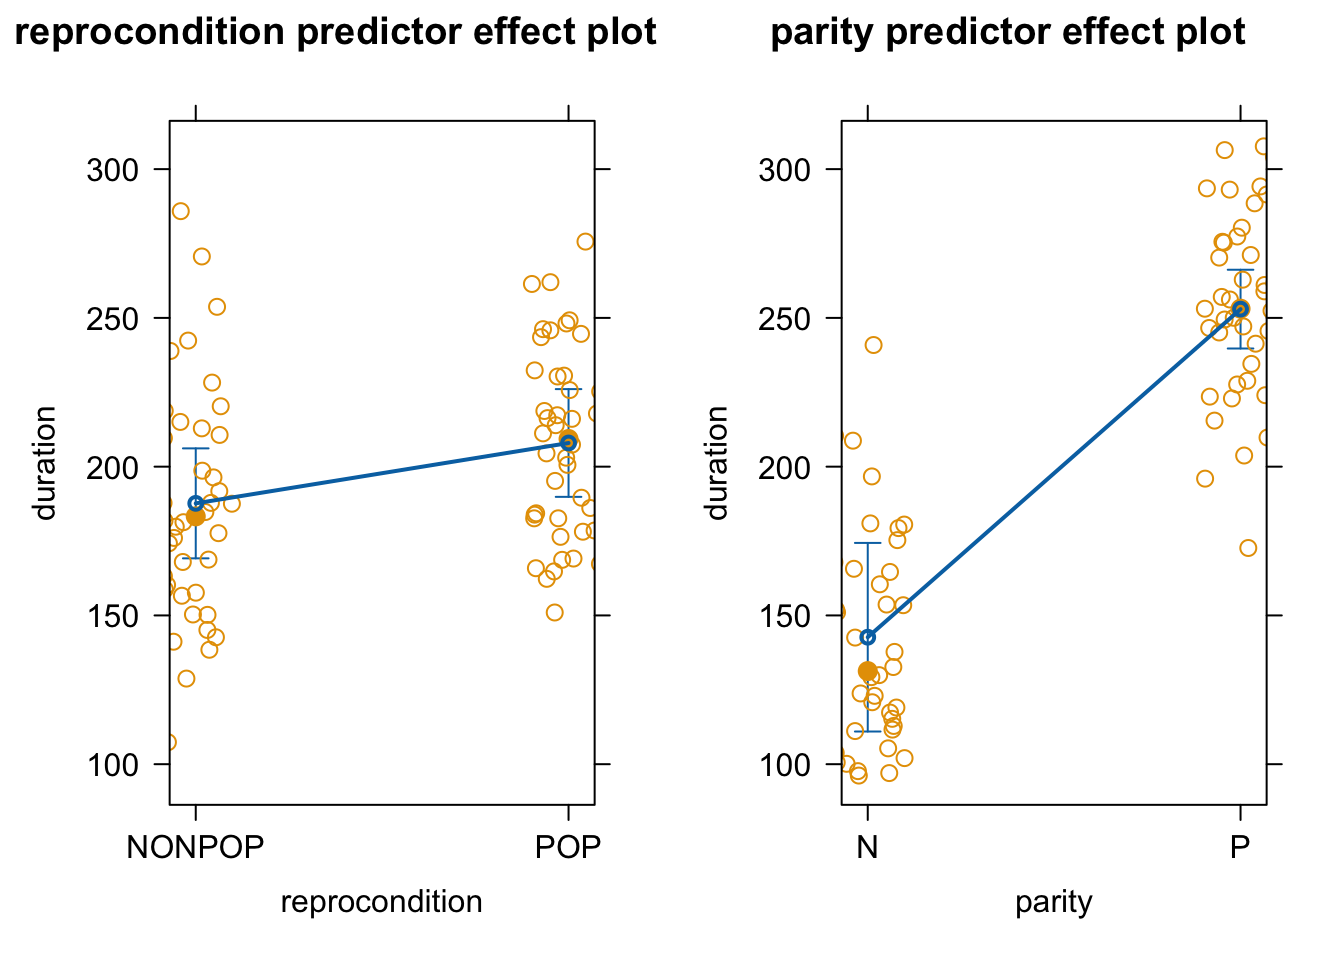 reprocondition predictor effect plot
300
250
200
150
100
duration
NONPOP
POP
reprocondition
parity predictor effect plot
300
250
200
150
100
duration
N
P
parity